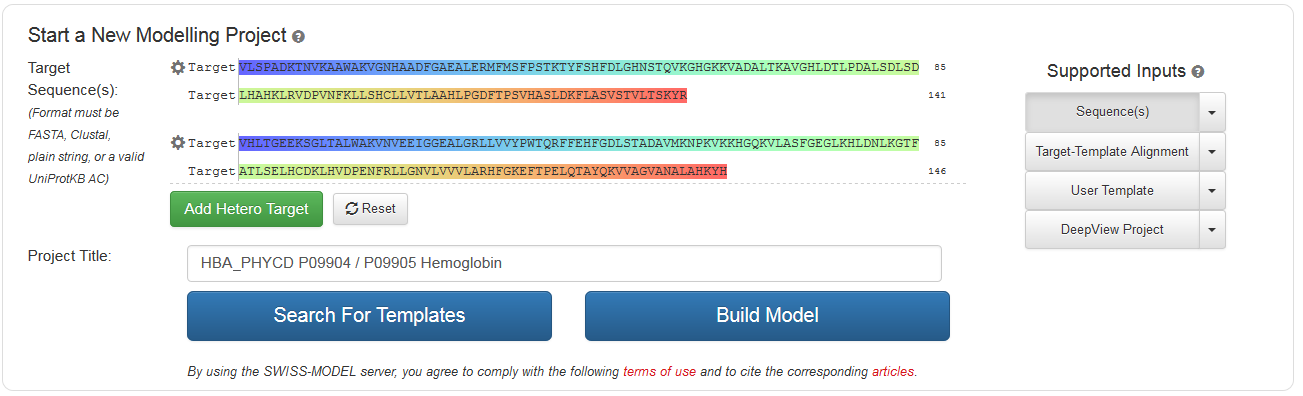 Start a New Modelling Project
Target
Sequence(s):
(Format must be
FASTA, Clustal,
plain string, or a valid
UniProtKB AC)
Target VLSPADKTNVKAAWAKVGNHAADFGAEALERMFMSFPSTKTYFSHFDLGHNSTQVKGHGKKVADALTKAVGHLDTLPDALSDLSD 85
Target LHAHKLRVDPVNFKLLSHCLLVTLAAHLPGDFTPSVHASLDKFLASVSTVLTSKYR 141
Target VHLTGEEKSGLTALWAKVNVEEIGGEALGRLLVVYPWTQRFFEHFGDLSTADAVMKNPKVKKHGQKVLASFGEGLKHLDNLKGTF 85
Target ATLSELHCDKLHVDPENFRLLGNVLVVVLARHFGKEFTPELQTAYQKVVAGVANALAHKYH 146
Add Hetero Target
Reset
Project Title:
HBA_PHYCD P09904 / P09905 Hemoglobin
Search For Templates
Build Model
By using the SWISS-MODEL server, you agree to comply with the following terms of use and to cite the corresponding articles.
Supported Inputs
Sequence(s)
Target-Template Alignment
User Template
DeepView Project